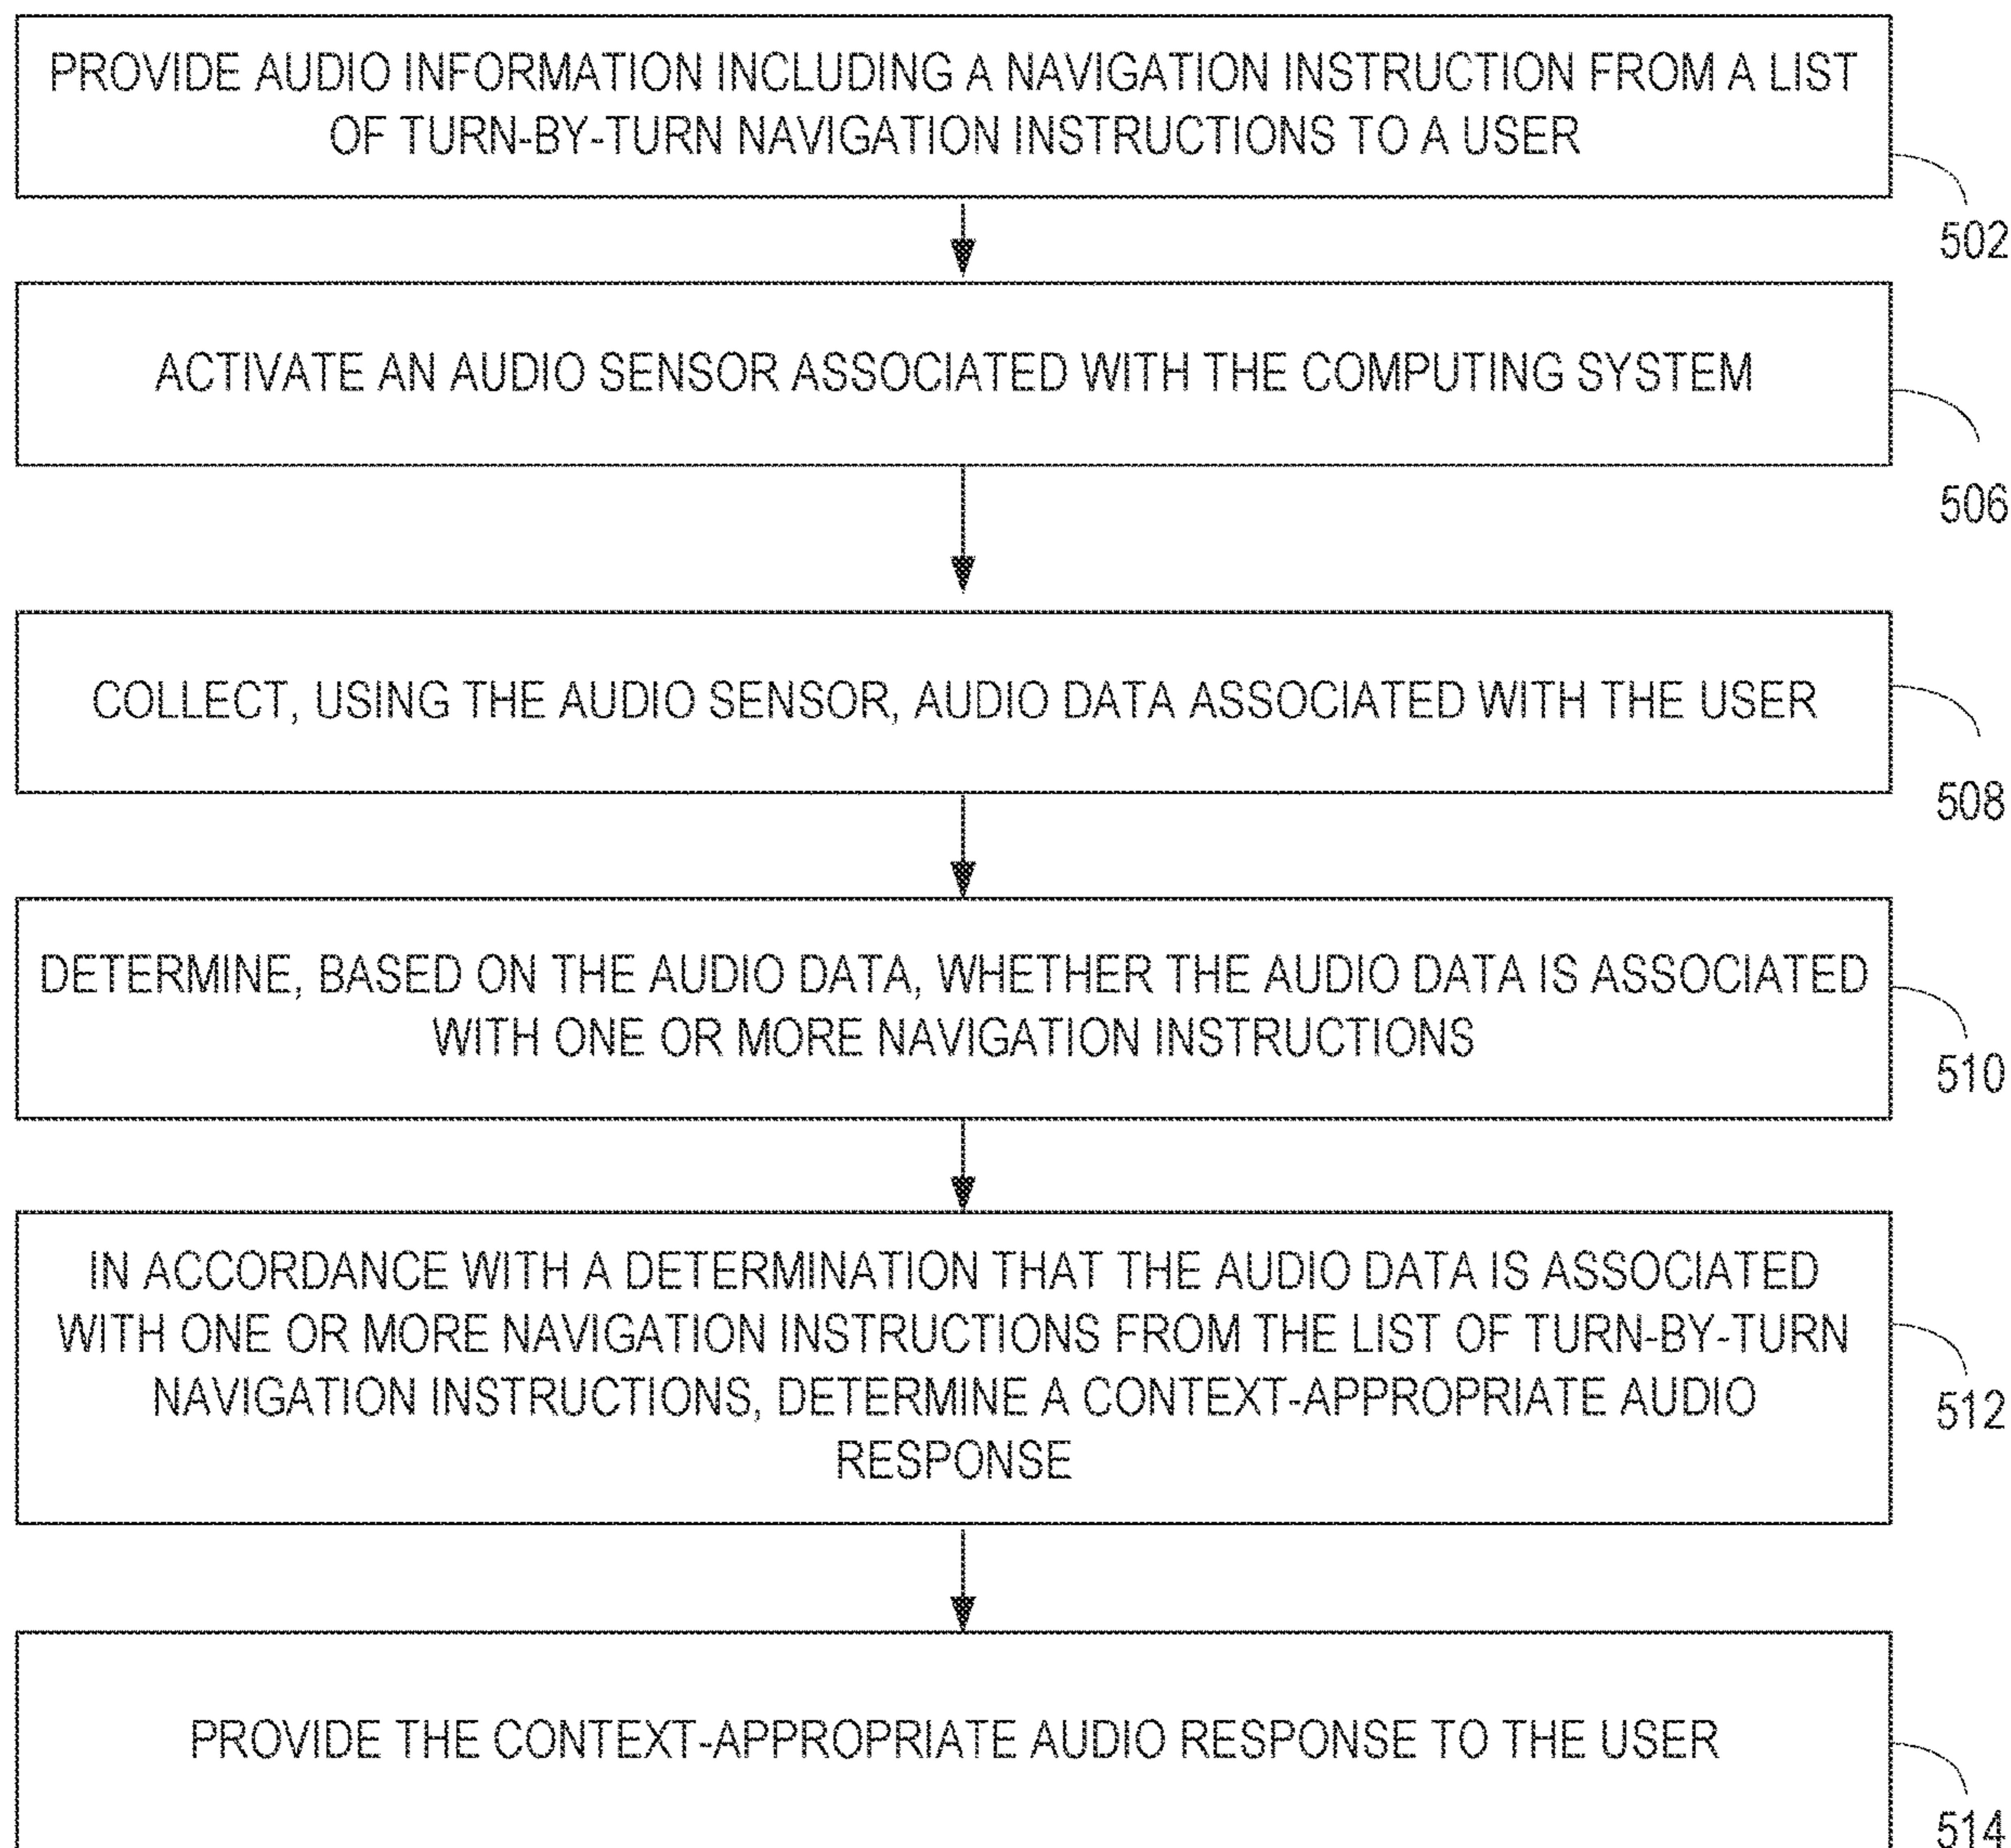 PROVIDE AUDIO INFORMATION INCLUDING A NAVIGATION INSTRUCTION FROM A LIST
OF TURN-BY-TURN NAVIGATION INSTRUCTIONS TO A USER
502
ACTIVATE AN AUDIO SENSOR ASSOCIATED WITH THE COMPUTING SYSTEM
506
COLLECT, USING THE AUDIO SENSOR, AUDIO DATA ASSOCIATED WITH THE USER
508
DETERMINE, BASED ON THE AUDIO DATA, WHETHER THE AUDIO DATA IS ASSOCIATED
WITH ONE OR MORE NAVIGATION INSTRUCTIONS
510
IN ACCORDANCE WITH A DETERMINATION THAT THE AUDIO DATA IS ASSOCIATED
WITH ONE OR MORE NAVIGATION INSTRUCTIONS FROM THE LIST OF TURN-BY-TURN
NAVIGATION INSTRUCTIONS, DETERMINE A CONTEXT-APPROPRIATE AUDIO
RESPONSE
512
PROVIDE THE CONTEXT-APPROPRIATE AUDIO RESPONSE TO THE USER
514